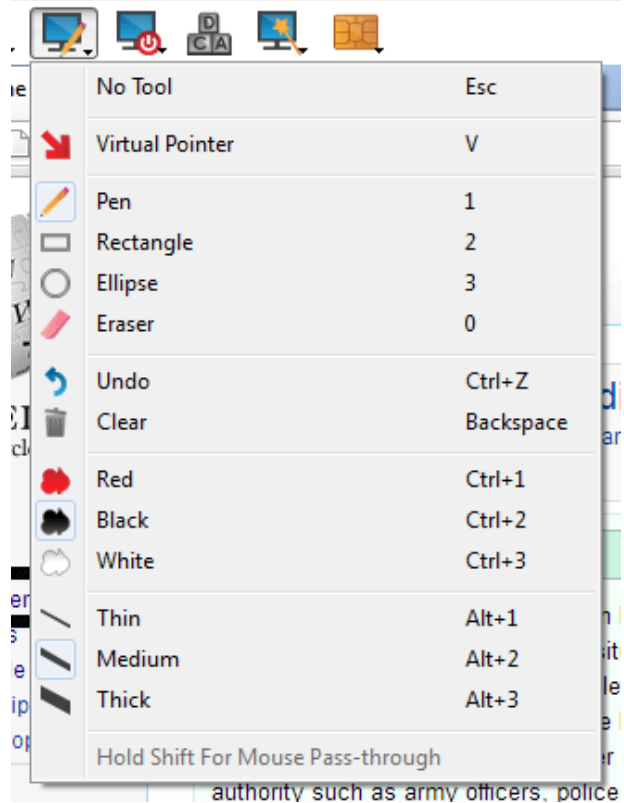 D
C A
No Tool Esc
Virtual Pointer V
Pen 1
Rectangle 2
Ellipse 3
Eraser 0
Undo Ctrl+Z
Clear Backspace
Red Ctrl+1
Black Ctrl+2
White Ctrl+3
Thin Alt+1
Medium Alt+2
Thick Alt+3
Hold Shift For Mouse Pass-through
authority such as army officers, police